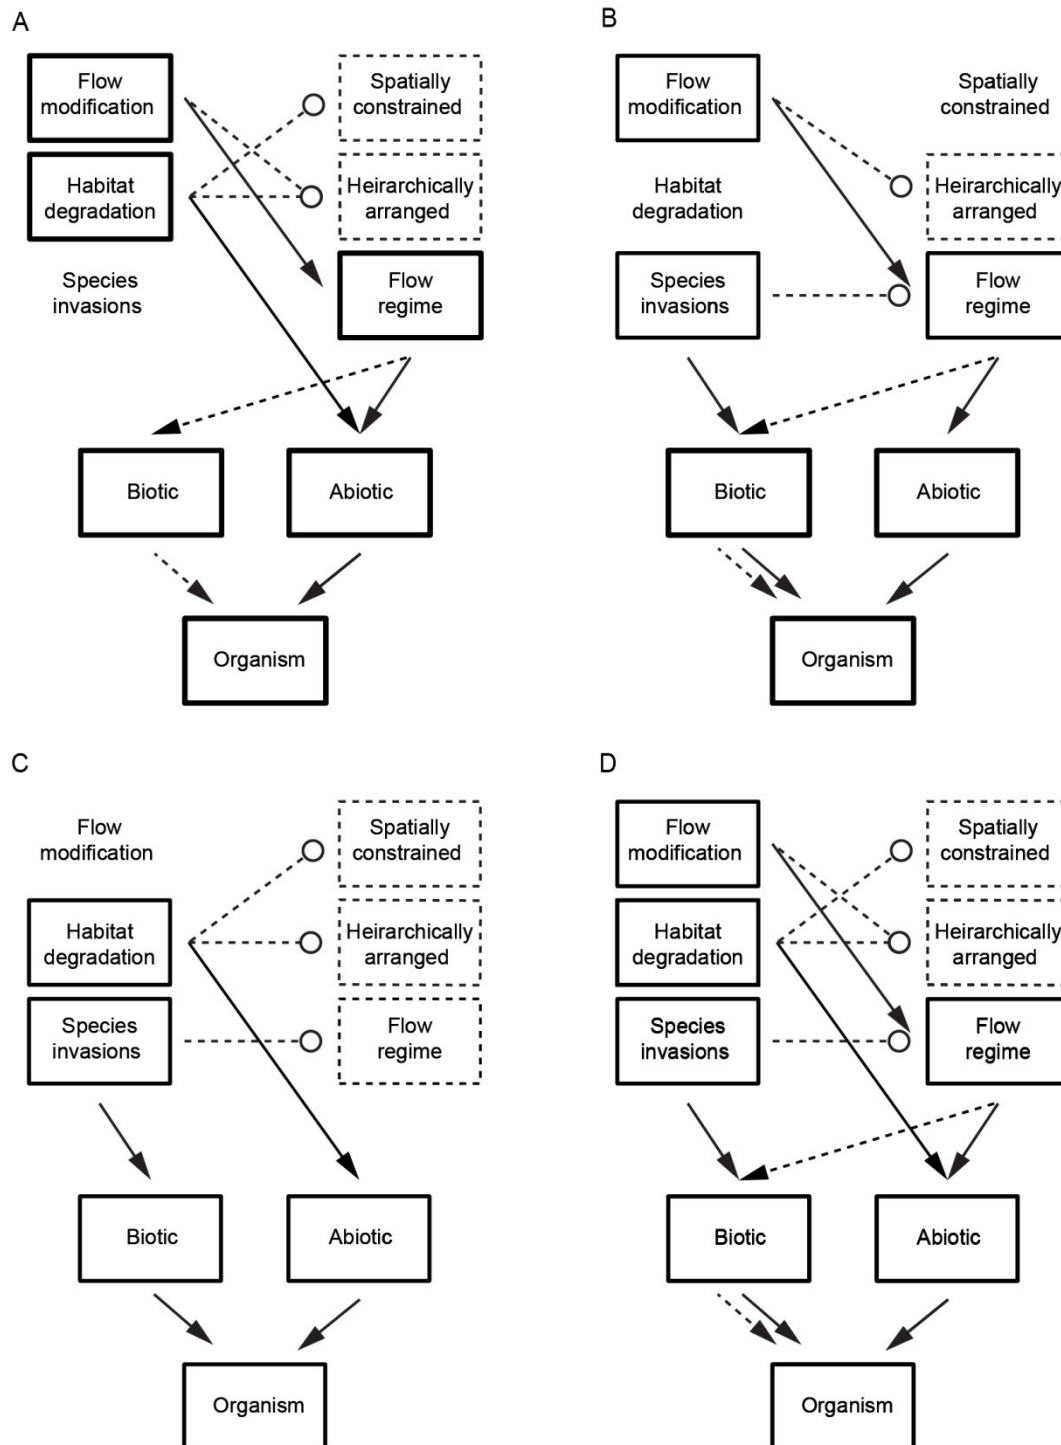 A
Flow
modification
Spatially
constrained
Habitat
degradation
Heirarchically
arranged
Species
invasions
Flow
regime
Biotic
Abiotic
Organism
B
Flow
modification
Spatially
constrained
Habitat
degradation
Heirarchically
arranged
Species
invasions
Flow
regime
Biotic
Abiotic
Organism
C
Flow
modification
Spatially
constrained
Habitat
degradation
Heirarchically
arranged
Species
invasions
Flow
regime
Biotic
Abiotic
Organism
D
Flow
modification
Spatially
constrained
Habitat
degradation
Heirarchically
arranged
Species
invasions
Flow
regime
Biotic
Abiotic
Organism